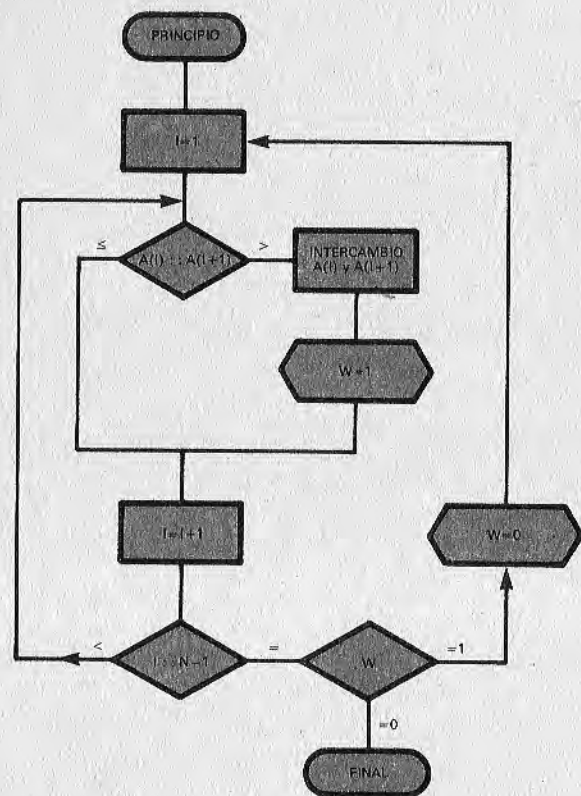 PRINCIPIO
I=1
≤
A(I) : : A(I+1)
>
INTERCAMBIO
A(I) y A(I+1)
W=1
I=I+1
W=0
<
I : : N-1
=
W
=1
=0
FINAL